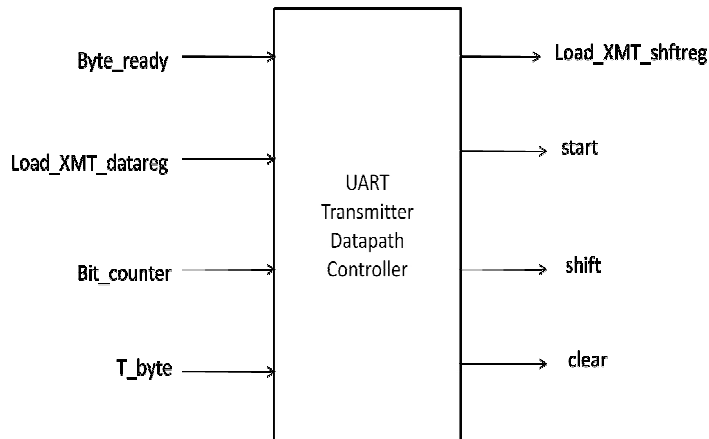 Byte_ready
Load_XMT_datareg
Bit_counter
T_byte
UART
Transmitter
Datapath
Controller
Load_XMT_shftreg
start
shift
clear